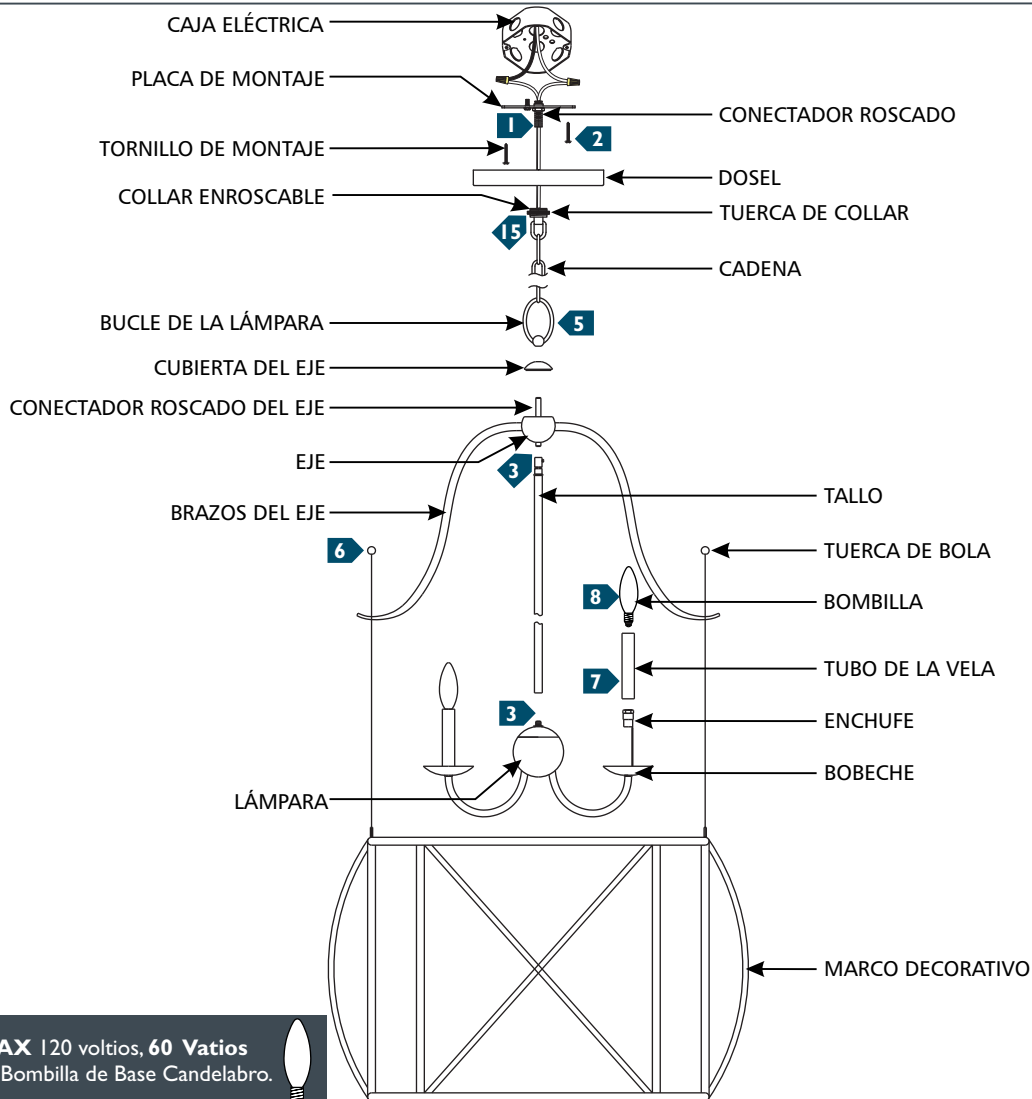 CAJA ELÉCTRICA
PLACA DE MONTAJE
CONECTADOR ROSCADO
1
2
TORNILLO DE MONTAJE
DOSEL
COLLAR ENROSCABLE
TUERCA DE COLLAR
15
CADENA
BUCLE DE LA LÁMPARA
5
CUBIERTA DEL EJE
CONECTADOR ROSCADO DEL EJE
EJE
3
TALLO
BRAZOS DEL EJE
6
TUERCA DE BOLA
8
BOMBILLA
7
TUBO DE LA VELA
3
ENCHUFE
BOBECHE
LÁMPARA
MARCO DECORATIVO
AX 120 voltios, 60 Vatios
Bombilla de Base Candelabro.